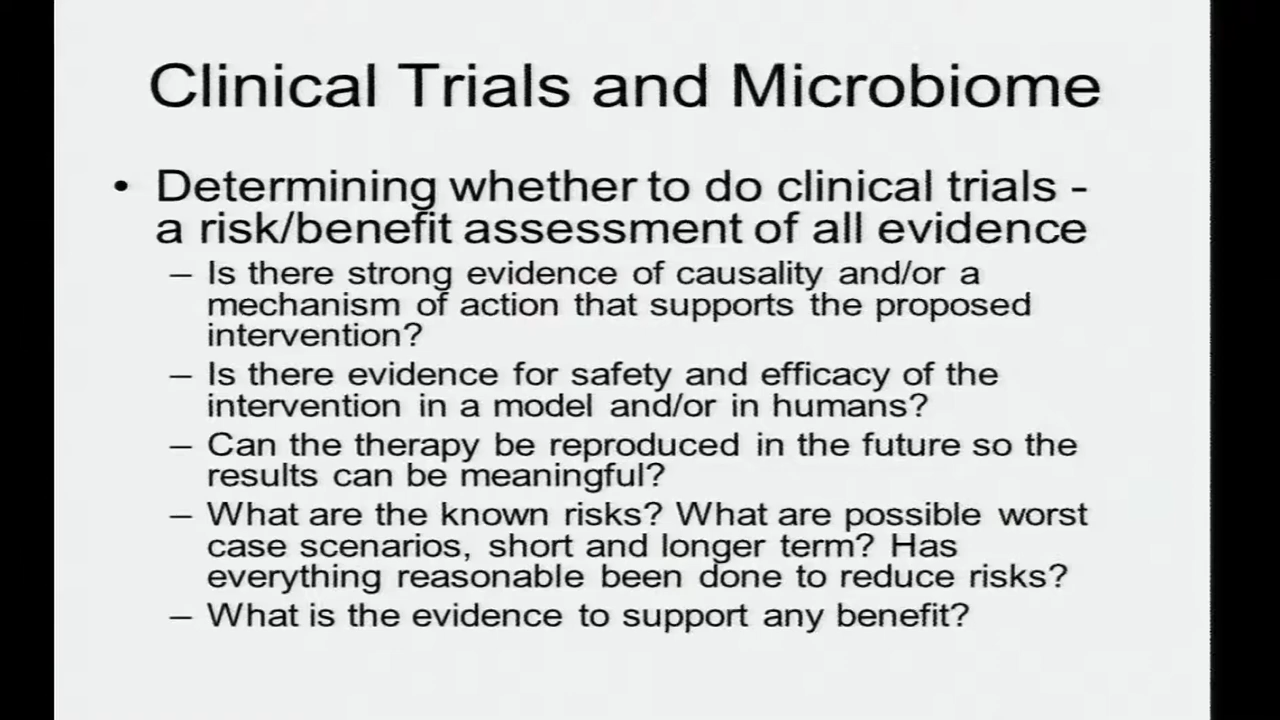 Clinical Trials and Microbiome
• Determining whether to do clinical trials -
a risk/benefit assessment of all evidence
– Is there strong evidence of causality and/or a
mechanism of action that supports the proposed
intervention?
– Is there evidence for safety and efficacy of the
intervention in a model and/or in humans?
– Can the therapy be reproduced in the future so the
results can be meaningful?
– What are the known risks? What are possible worst
case scenarios, short and longer term? Has
everything reasonable been done to reduce risks?
– What is the evidence to support any benefit?